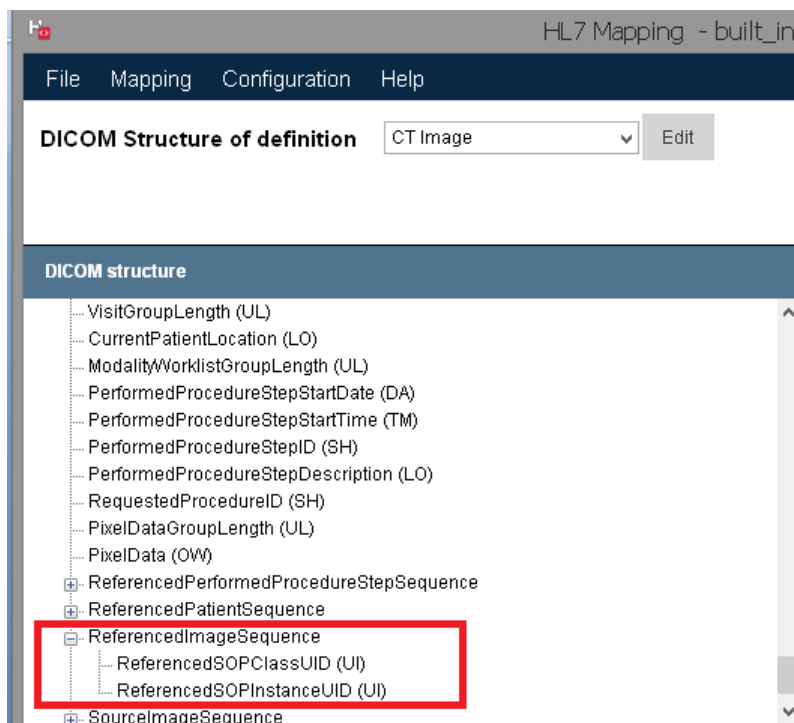 HL7 Mapping - built_in
File Mapping Configuration Help
DICOM Structure of definition CT Image Edit
DICOM structure
VisitGroupLength (UL)
CurrentPatientLocation (LO)
ModalityWorklistGroupLength (UL)
PerformedProcedureStepStartDate (DA)
PerformedProcedureStepStartTime (TM)
PerformedProcedureStepID (SH)
PerformedProcedureStepDescription (LO)
RequestedProcedureID (SH)
PixelDataGroupLength (UL)
PixelData (OW)
ReferencedPerformedProcedureStepSequence
ReferencedPatientSequence
ReferencedImageSequence
ReferencedSOPClassUID (UI)
ReferencedSOPInstanceUID (UI)
SourceImageSequence